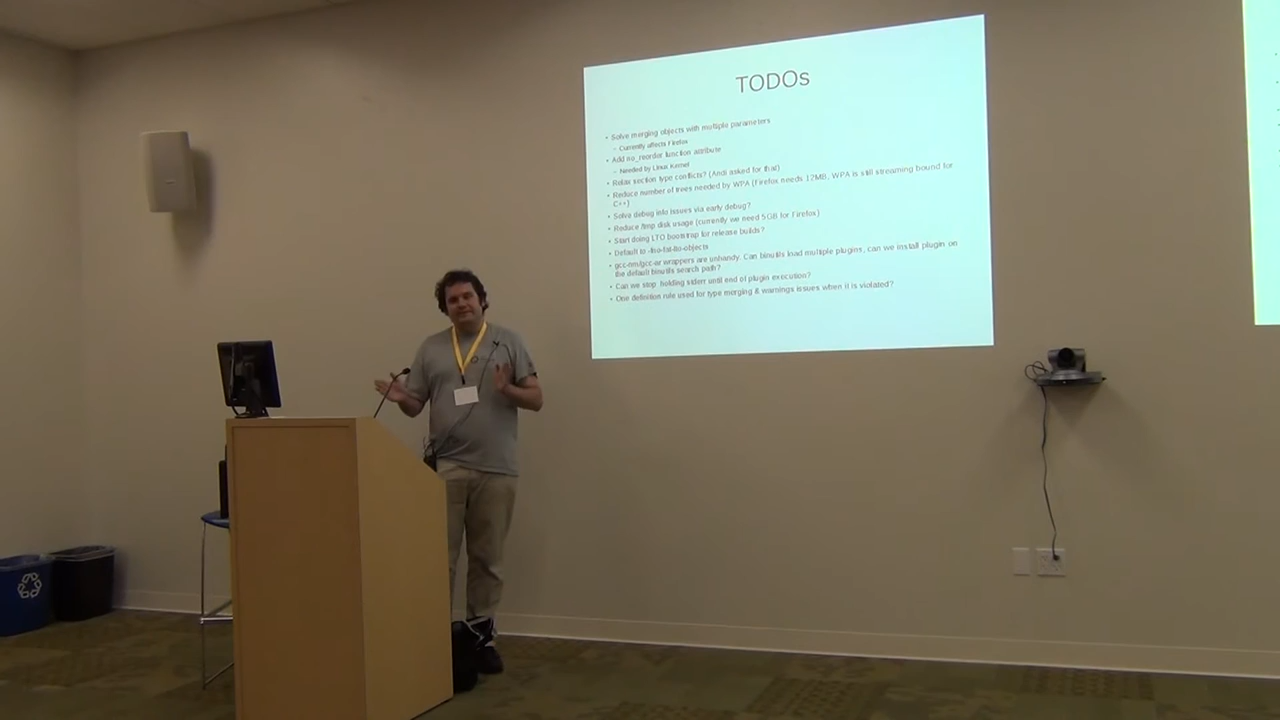 TODOs
• Solve merging objects with multiple parameters
– Currently affects Firefox
• Add no_reorder function attribute
– Needed by Linux Kernel
• Relax section type conflicts? (Andi asked for that)
• Reduce number of trees needed by WPA (Firefox needs 12MB, WPA is still streaming bound for
C++)
• Solve debug info issues via early debug?
• Reduce /tmp disk usage (currently we need 5GB for Firefox)
• Start doing LTO bootstrap for release builds?
• Default to -fno-fat-lto-objects
• gcc-nm/gcc-ar wrappers are unhandy. Can binutils load multiple plugins, can we install plugin on
the default binutils search path?
• Can we stop holding stderr until end of plugin execution?
• One definition rule used for type merging & warnings issues when it is violated?